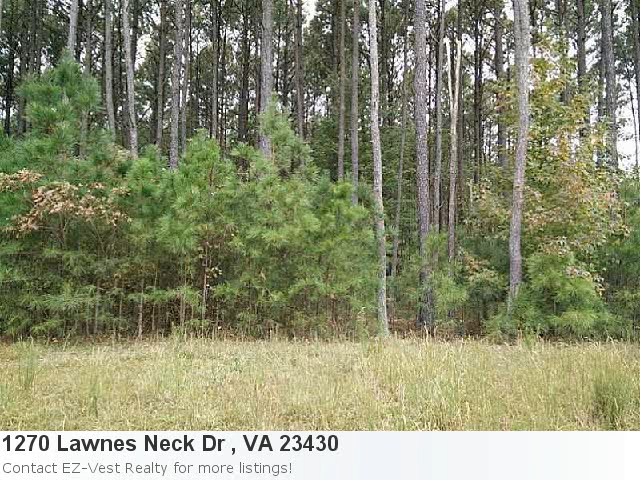 1270 Lawnes Neck Dr , VA 23430
Contact EZ-Vest Realty for more listings!